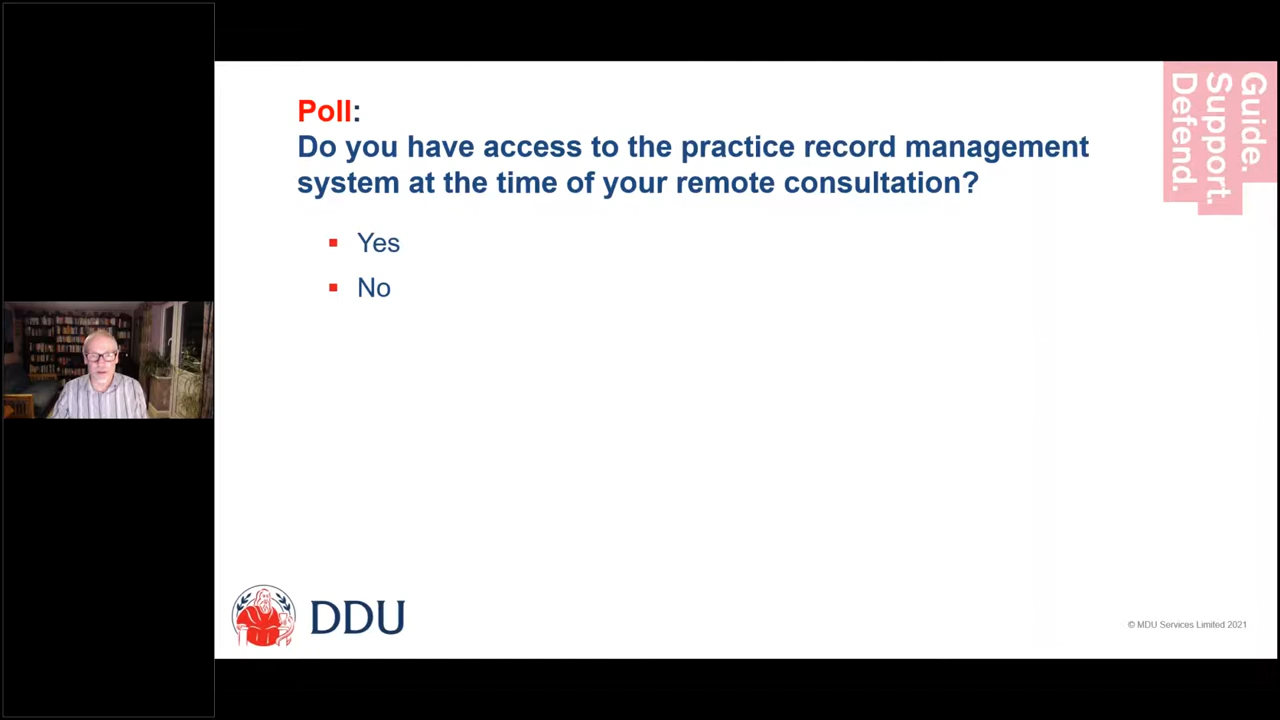 Poll:
Do you have access to the practice record management
system at the time of your remote consultation?
Yes
No
Guide.
Support.
Defend.
DDU
© MDU Services Limited 2021